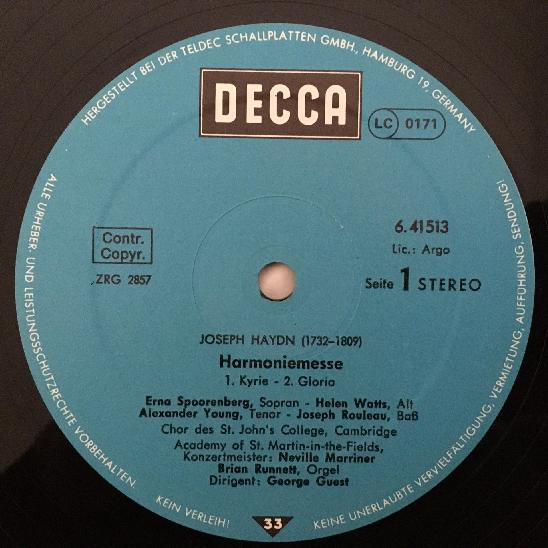 HERGESTELLT BEI DER TELDEC SCHALLPLATTEN GMBH, HAMBURG 19, GERMANY
DECCA
LC 0171
Contr.
Copyr.
ZRG 2857
6.41513
Lic.: Argo
Seite 1 STEREO
JOSEPH HAYDN (1732-1809)
Harmoniemesse
1. Kyrie - 2. Gloria
Erna Spoorenberg, Sopran - Helen Watts, Alt
Alexander Young, Tenor - Joseph Rouleau, Baß
Chor des St. John's College, Cambridge
Academy of St. Martin-in-the-Fields,
Konzertmeister: Neville Marriner
Brian Runnett, Orgel
Dirigent: George Guest
33
ALLE URHEBER- UND LEISTUNGSSCHUTZRECHTE VORBEHALTEN.
KEIN VERLEIH!
KEINE UNERLAUBTE VERVIELFÄLTIGUNG, VERMIETUNG, AUFFÜHRUNG, SENDUNG!